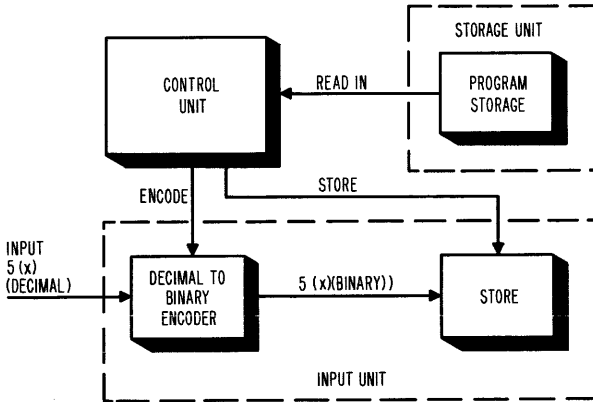 STORAGE UNIT
CONTROL
UNIT
READ IN
PROGRAM
STORAGE
ENCODE
STORE
INPUT
5 (x)
(DECIMAL)
DECIMAL TO
BINARY
ENCODER
5 (x)(BINARY))
STORE
INPUT UNIT